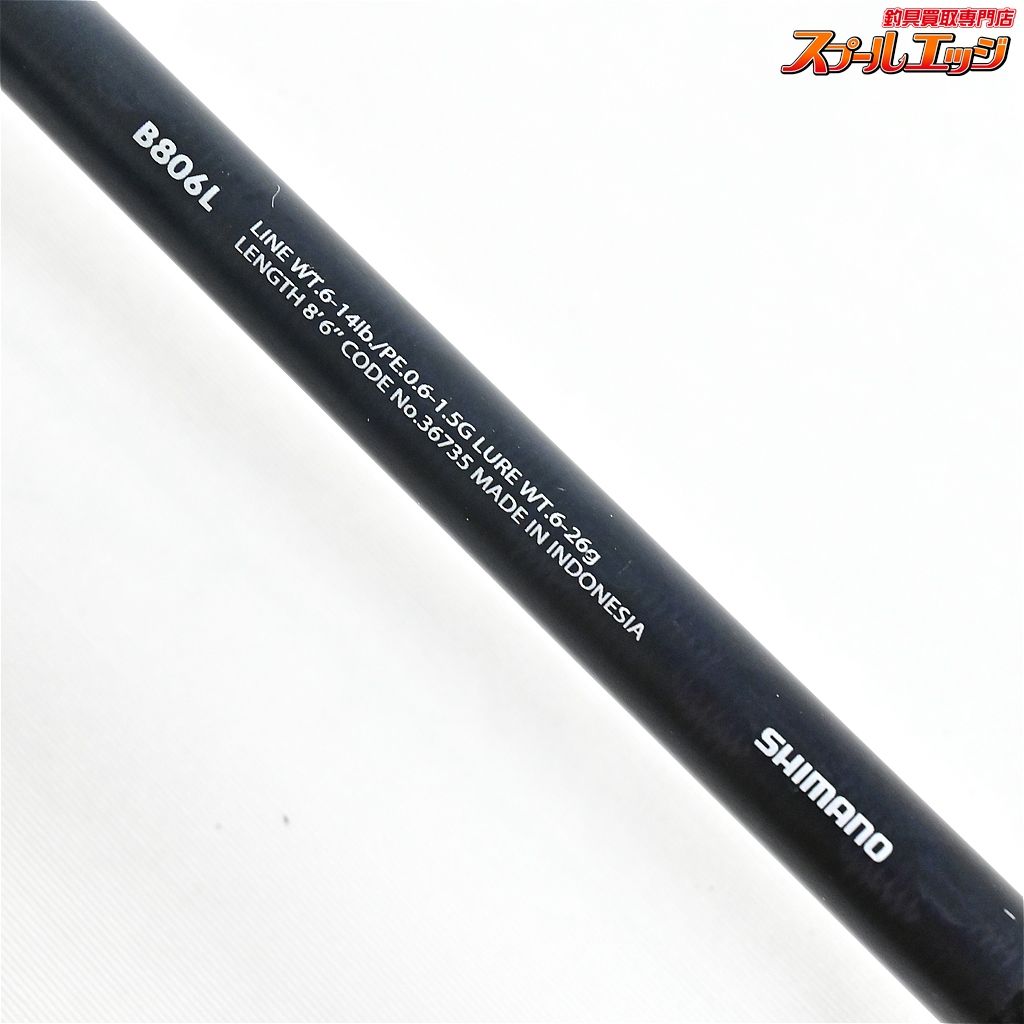 釣具買取専門店
スプールエッジ
B806L
LINE WT.6-14lb./PE.0.6-1.5G LURE WT.6-26g
LENGTH 8' 6" CODE No.36735 MADE IN INDONESIA
SHIMANO